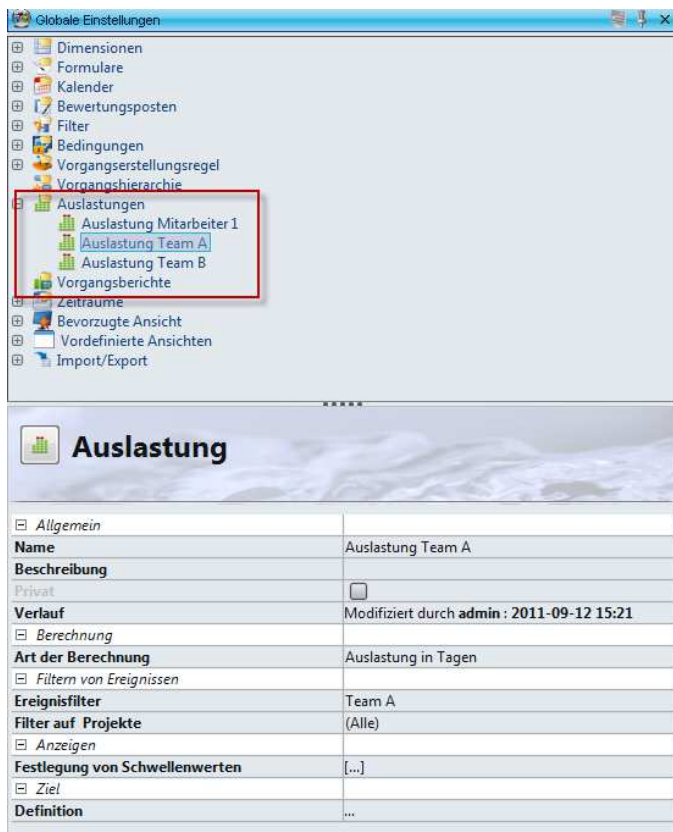 Globale Einstellungen
Dimensionen
Formulare
Kalender
Bewertungsposten
Filter
Bedingungen
Vorgangserstellungsregel
Vorgangshierarchie
Auslastungen
Auslastung Mitarbeiter 1
Auslastung Team A
Auslastung Team B
Vorgangsberichte
Zeiträume
Bevorzugte Ansicht
Vordefinierte Ansichten
Import/Export
Auslastung
Allgemein
Name Auslastung Team A
Beschreibung
Privat
Verlauf Modifiziert durch admin : 2011-09-12 15:21
Berechnung
Art der Berechnung Auslastung in Tagen
Filtern von Ereignissen
Ereignisfilter Team A
Filter auf Projekte (Alle)
Anzeigen
Festlegung von Schwellenwerten [...]
Ziel
Definition ...